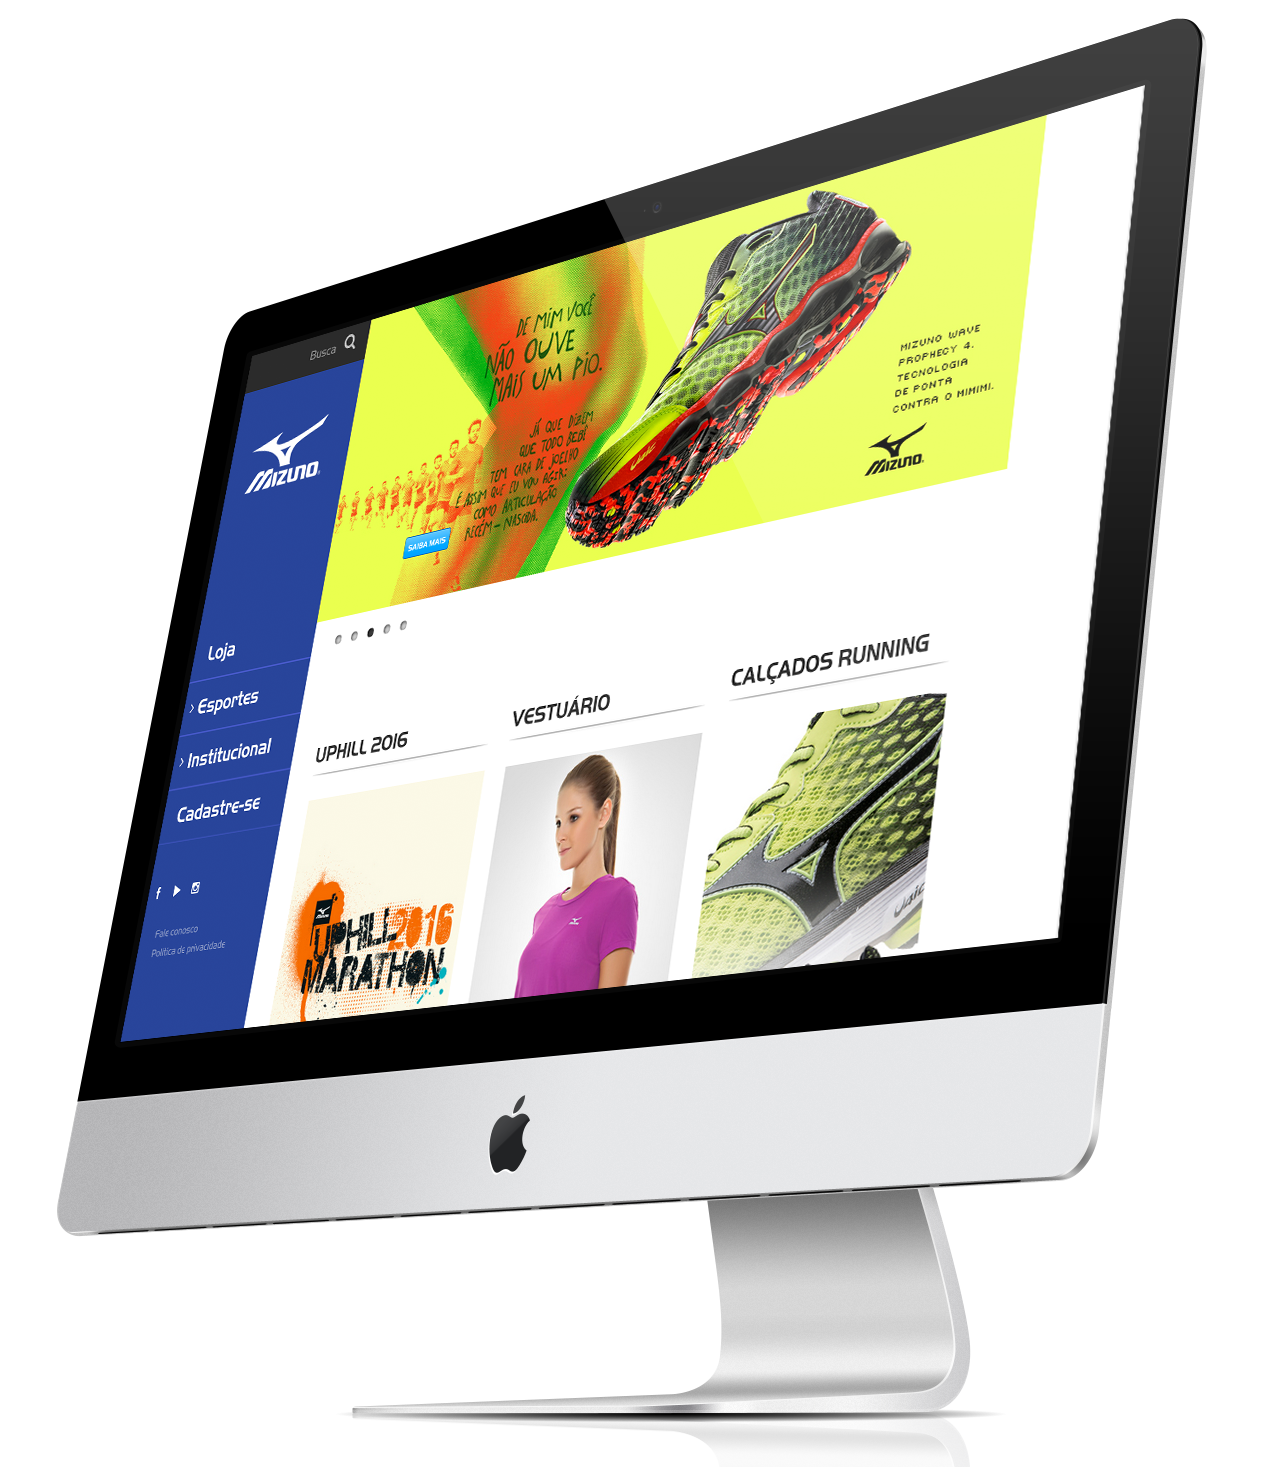 Busca
MIZUNO
Loja
› Esportes
› Institucional
Cadastre-se
f
Fale conosco
Política de privacidade
DE MIM VOCÊ
NÃO OUVE
MAIS UM PIO.
JÁ QUE DIZEM
QUE TODO BEBÊ
TEM CARA DE JOELHO
É ASSIM QUE EU VOU AGIR:
COMO ARTICULAÇÃO
RECÉM-NASCIDA.
SAIBA MAIS
MIZUNO WAVE
PROPHECY 4.
TECNOLOGIA
DE PONTA
CONTRA O MIMIMI.
MIZUNO
UPHILL 2016
MIZUNO
UPHILL 2016
MARATHON
VESTUÁRIO
CALÇADOS RUNNING